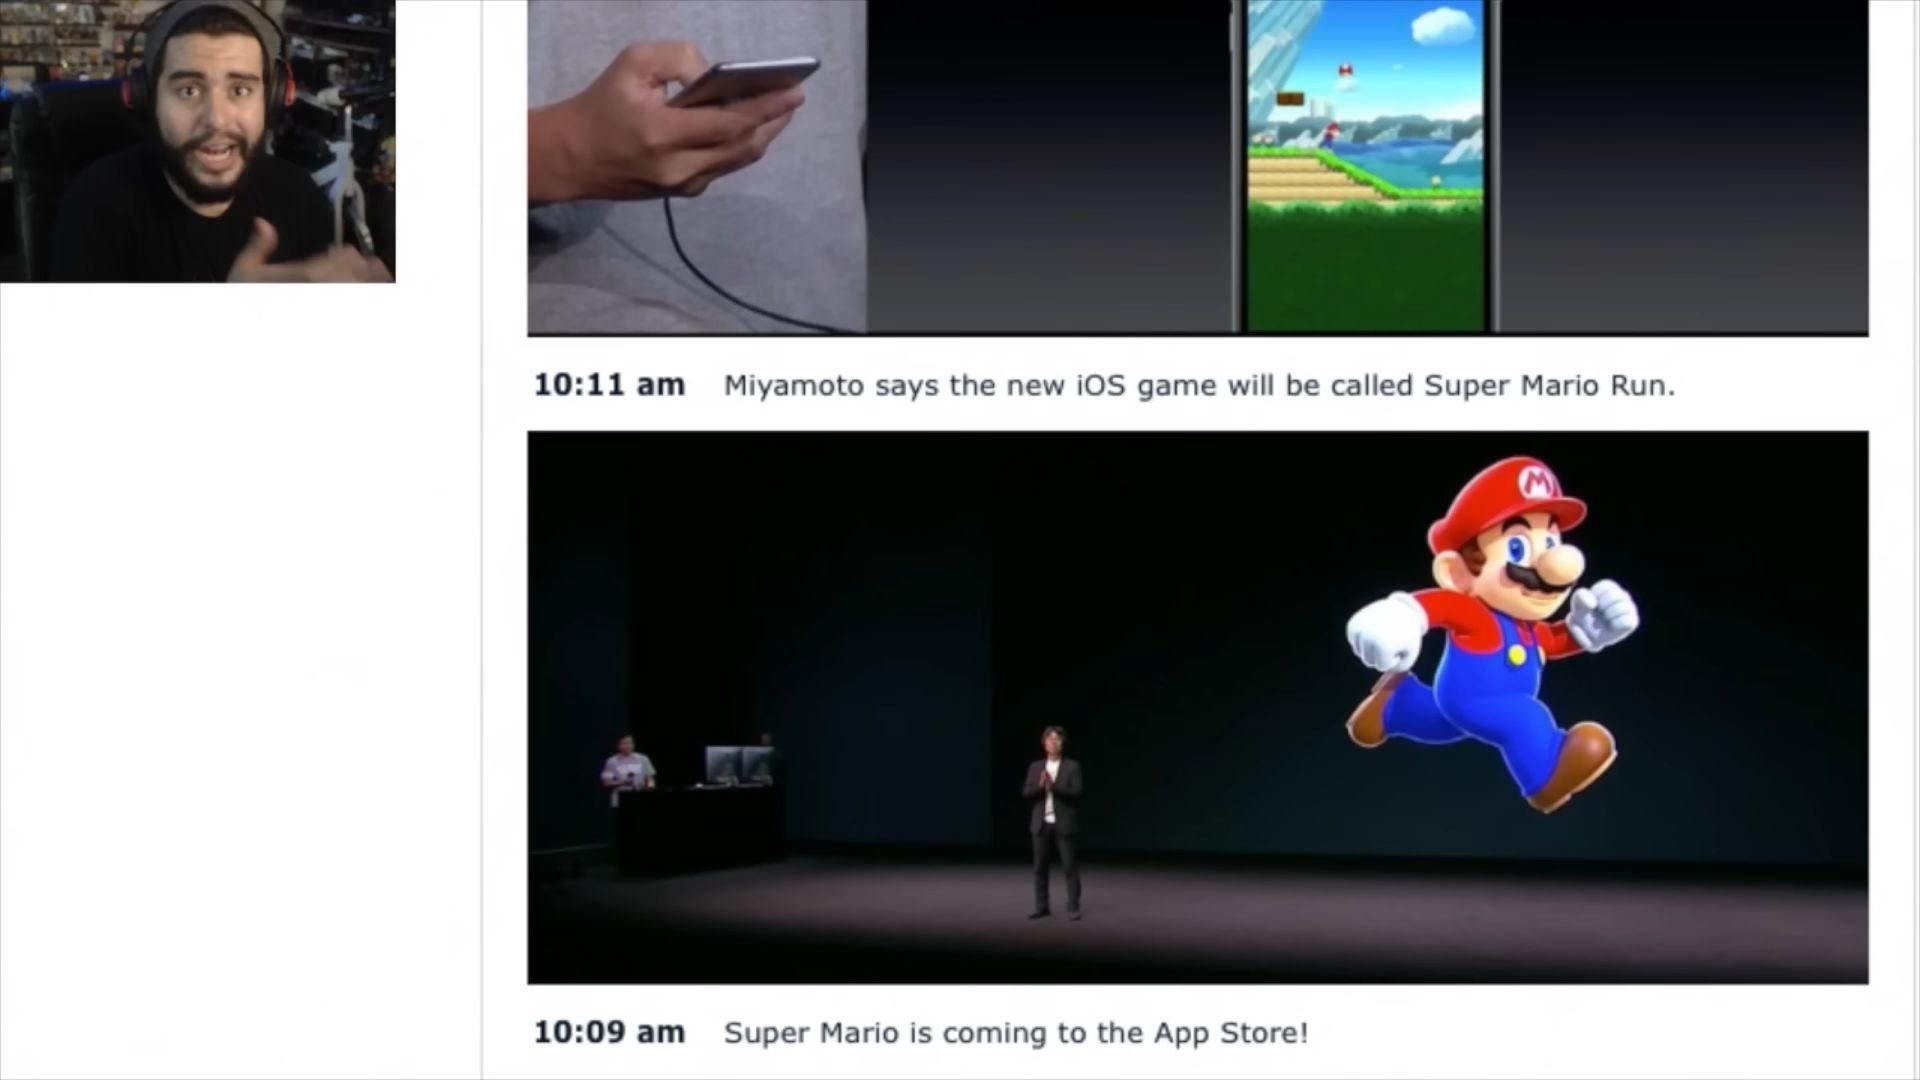 10:11 am Miyamoto says the new iOS game will be called Super Mario Run.
M
10:09 am Super Mario is coming to the App Store!